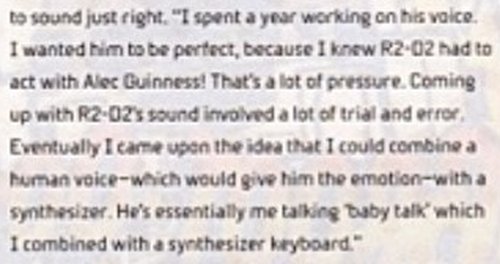 to sound just right. "I spent a year working on his voice.
I wanted him to be perfect, because I knew R2-D2 had to
act with Alec Guinness! That's a lot of pressure. Coming
up with R2-D2's sound involved a lot of trial and error.
Eventually I came upon the idea that I could combine a
human voice—which would give him the emotion—with a
synthesizer. He's essentially me talking 'baby talk' which
I combined with a synthesizer keyboard."